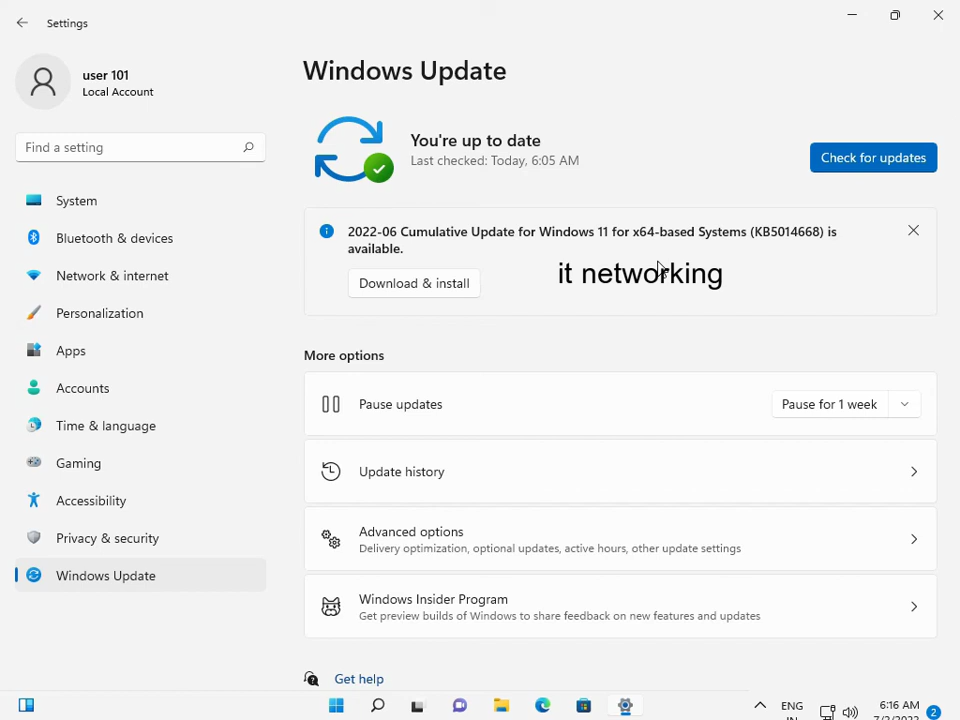 Settings
user 101
Local Account
Find a setting
System
Bluetooth & devices
Network & internet
Personalization
Apps
Accounts
Time & language
Gaming
Accessibility
Privacy & security
Windows Update
Windows Update
You're up to date
Last checked: Today, 6:05 AM
Check for updates
2022-06 Cumulative Update for Windows 11 for x64-based Systems (KB5014668) is
available.
Download & install
it networking
More options
Pause updates
Pause for 1 week
Update history
Advanced options
Delivery optimization, optional updates, active hours, other update settings
Windows Insider Program
Get preview builds of Windows to share feedback on new features and updates
Get help
ENG
IN
6:16 AM
2